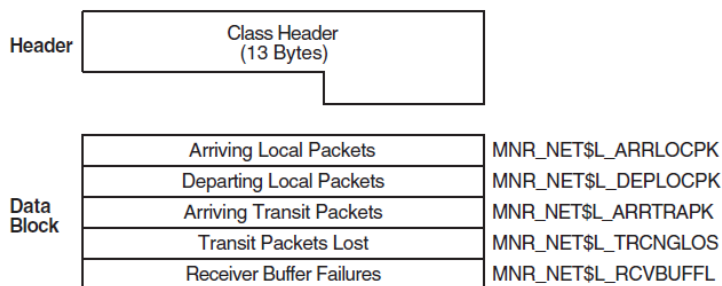 Header
Class Header
(13 Bytes)
Arriving Local Packets MNR_NET$L_ARRLOCPK
Departing Local Packets MNR_NET$L_DEPLOCPK
Data
Block
Arriving Transit Packets MNR_NET$L_ARRTRAPK
Transit Packets Lost MNR_NET$L_TRCNGLOS
Receiver Buffer Failures MNR_NET$L_RCVBUFFL